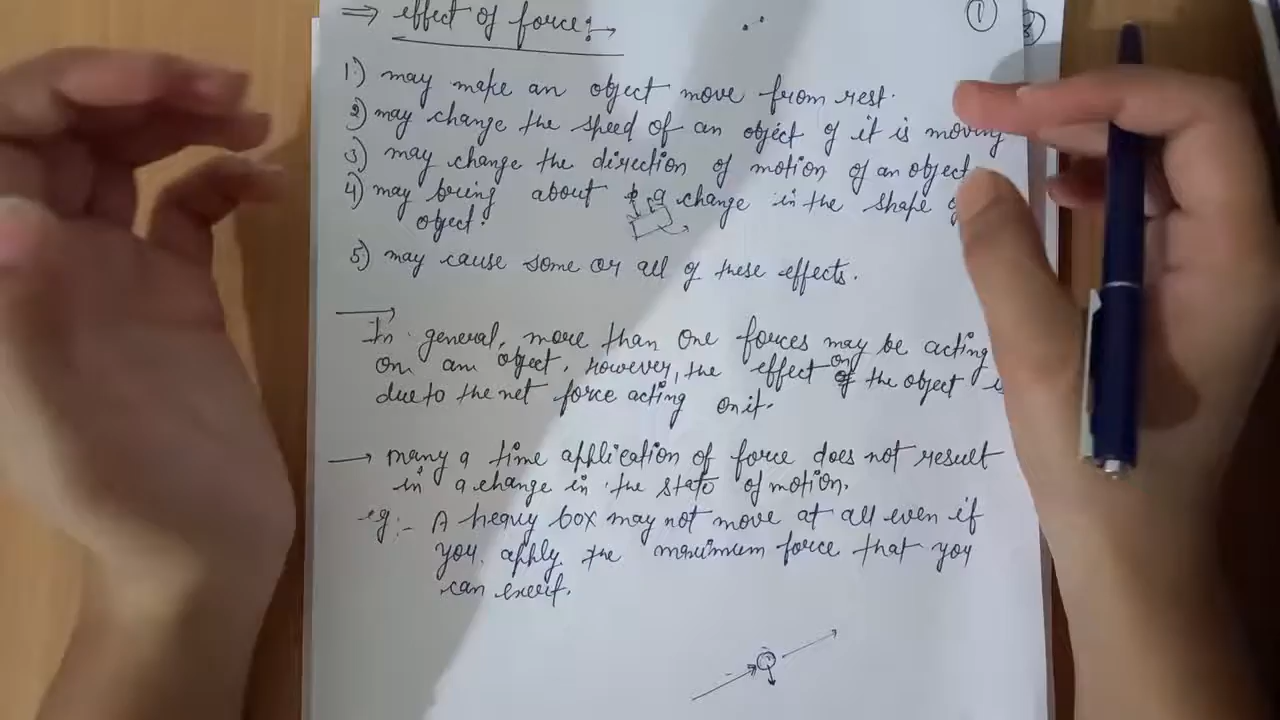 ⇒ effect of force:→
①
1:) may make an object move from rest.
2) may change the speed of an object of it is moving
3) may change the direction of motion of an object
4) may bring about a change in the shape
object.
5) may cause some or all of these effects.
→ In general, more than one forces may be acting
on an object. However, the effect on the object
due to the net force acting on it.
→ many a time application of force does not result
in a change in the state of motion.
eg:- A heavy box may not move at all even if
you apply the maximum force that you
can exert.